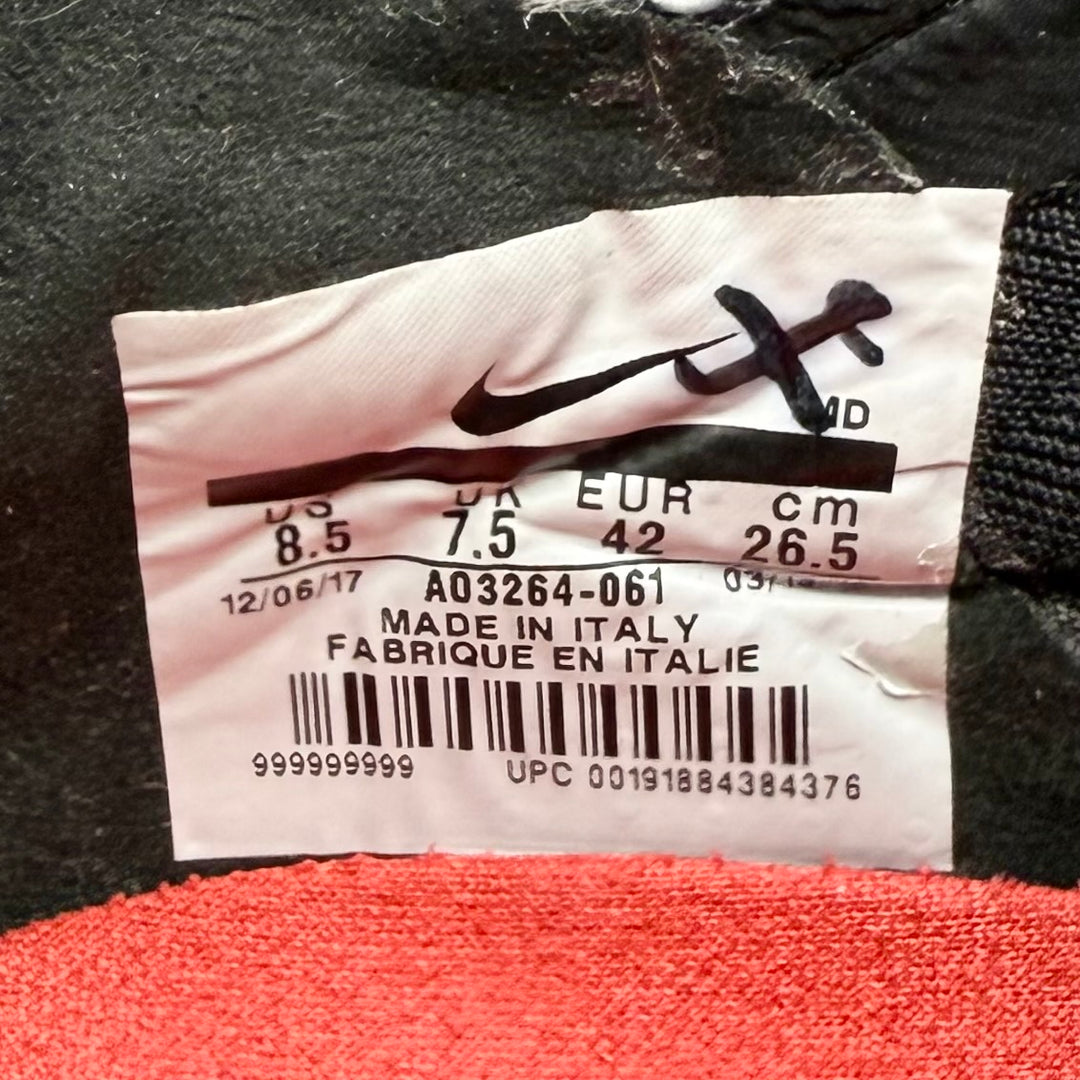 US UK EUR cm
8.5 7.5 42 26.5
12/06/17 AO3264-061
MADE IN ITALY
FABRIQUE EN ITALIE
999999999 UPC 00191884384376